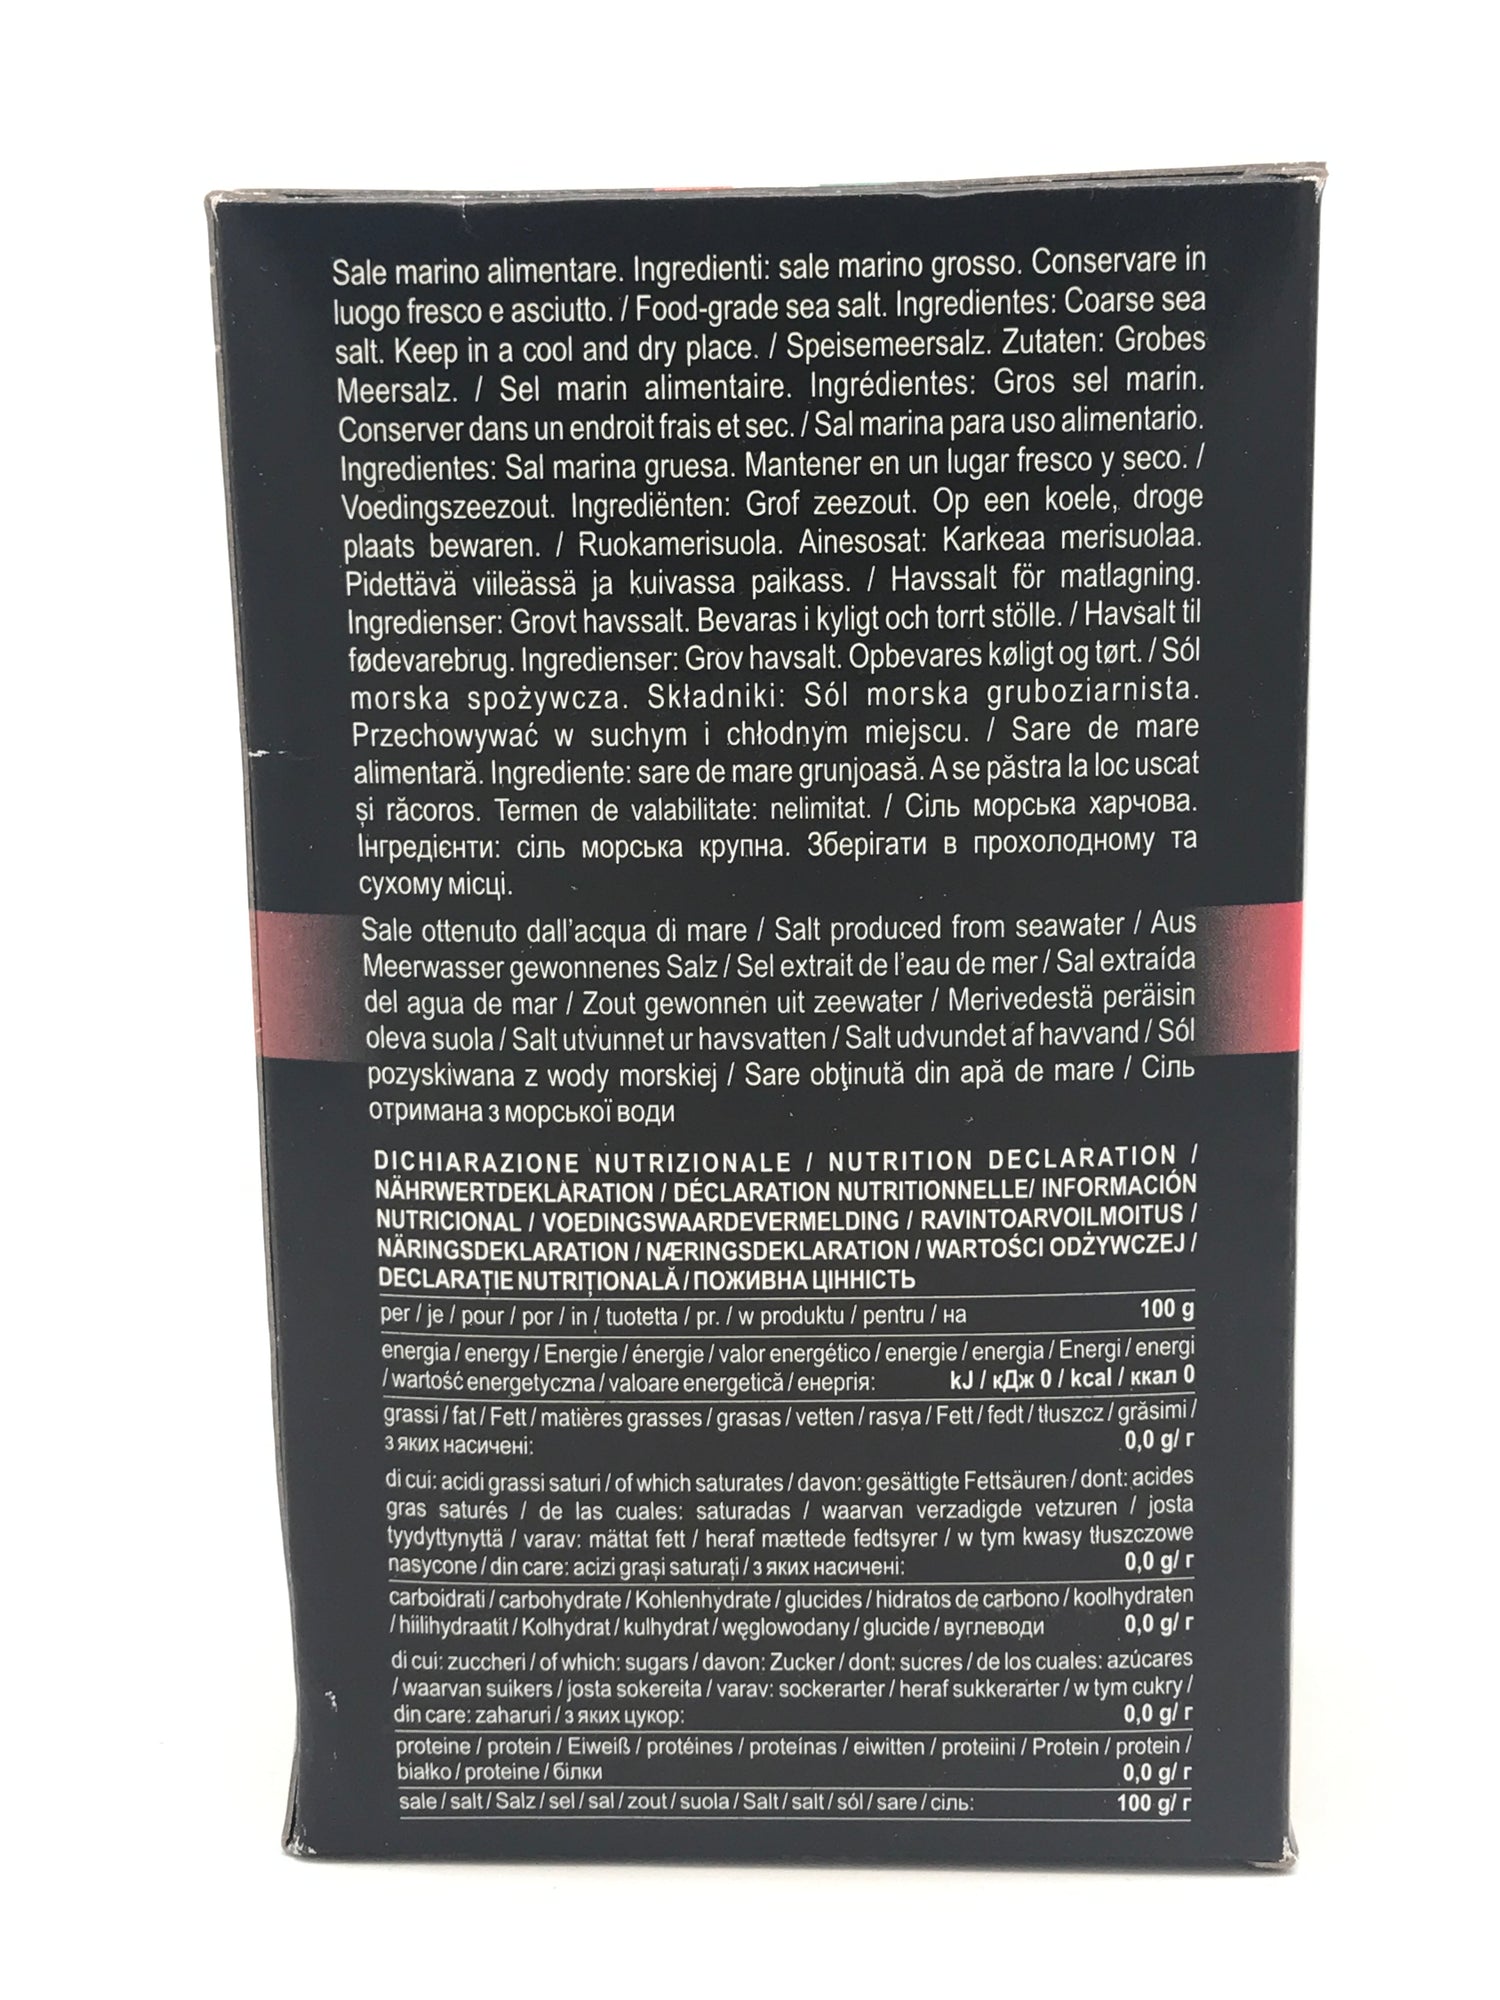 Sale marino alimentare. Ingredienti: sale marino grosso. Conservare in
luogo fresco e asciutto. / Food-grade sea salt. Ingredientes: Coarse sea
salt. Keep in a cool and dry place. / Speisemeersalz. Zutaten: Grobes
Meersalz. / Sel marin alimentaire. Ingrédientes: Gros sel marin.
Conserver dans un endroit frais et sec. / Sal marina para uso alimentario.
Ingredientes: Sal marina gruesa. Mantener en un lugar fresco y seco. /
Voedingszeezout. Ingrediënten: Grof zeezout. Op een koele, droge
plaats bewaren. / Ruokamerisuola. Ainesosat: Karkeaa merisuolaa.
Pidettävä viileässä ja kuivassa paikass. / Havssalt för matlagning.
Ingredienser: Grovt havssalt. Bevaras i kyligt och torrt stölle. / Havsalt til
fødevarebrug. Ingredienser: Grov havsalt. Opbevares køligt og tørt. / Sól
morska spożywcza. Składniki: Sól morska gruboziarnista.
Przechowywać w suchym i chłodnym miejscu. / Sare de mare
alimentară. Ingrediente: sare de mare grunjoasă. A se păstra la loc uscat
și răcoros. Termen de valabilitate: nelimitat. / Сіль морська харчова.
Інгредієнти: сіль морська крупна. Зберігати в прохолодному та
сухому місці.
Sale ottenuto dall'acqua di mare / Salt produced from seawater / Aus
Meerwasser gewonnenes Salz / Sel extrait de l'eau de mer / Sal extraída
del agua de mar / Zout gewonnen uit zeewater / Merivedestä peräisin
oleva suola / Salt utvunnet ur havsvatten / Salt udvundet af havvand / Sól
pozyskiwana z wody morskiej / Sare obţinută din apă de mare / Сіль
отримана з морської води
DICHIARAZIONE NUTRIZIONALE / NUTRITION DECLARATION /
NÄHRWERTDEKLARATION / DÉCLARATION NUTRITIONNELLE/ INFORMACIÓN
NUTRICIONAL / VOEDINGSWAARDEVERMELDING / RAVINTOARVOILMOITUS /
NÄRINGSDEKLARATION / NÆRINGSDEKLARATION / WARTOŚCI ODŻYWCZEJ /
DECLARAȚIE NUTRIȚIONALĂ / ПОЖИВНА ЦІННІСТЬ
per / je / pour / por / in / tuotetta / pr. / w produktu / pentru / на 100 g
energia / energy / Energie / énergie / valor energético / energie / energia / Energi / energi
/ wartość energetyczna / valoare energetică / енергія: kJ / кДж 0 / kcal / ккал 0
grassi / fat / Fett / matières grasses / grasas / vetten / rasva / Fett / fedt / tłuszcz / grăsimi /
з яких насичені: 0,0 g/ г
di cui: acidi grassi saturi / of which saturates / davon: gesättigte Fettsäuren / dont: acides
gras saturés / de las cuales: saturadas / waarvan verzadigde vetzuren / josta
tyydyttynyttä / varav: mättat fett / heraf mættede fedtsyrer / w tym kwasy tłuszczowe
nasycone / din care: acizi grași saturați / з яких насичені: 0,0 g/ г
carboidrati / carbohydrate / Kohlenhydrate / glucides / hidratos de carbono / koolhydraten
/ hiilihydraatit / Kolhydrat / kulhydrat / węglowodany / glucide / вуглеводи 0,0 g/ г
di cui: zuccheri / of which: sugars / davon: Zucker / dont: sucres / de los cuales: azúcares
/ waarvan suikers / josta sokereita / varav: sockerarter / heraf sukkerarter / w tym cukry /
din care: zaharuri / з яких цукор: 0,0 g/ г
proteine / protein / Eiweiß / protéines / proteínas / eiwitten / proteiini / Protein / protein /
białko / proteine / білки 0,0 g/ г
sale / salt / Salz / sel / sal / zout / suola / Salt / salt / sól / sare / сіль: 100 g/ г